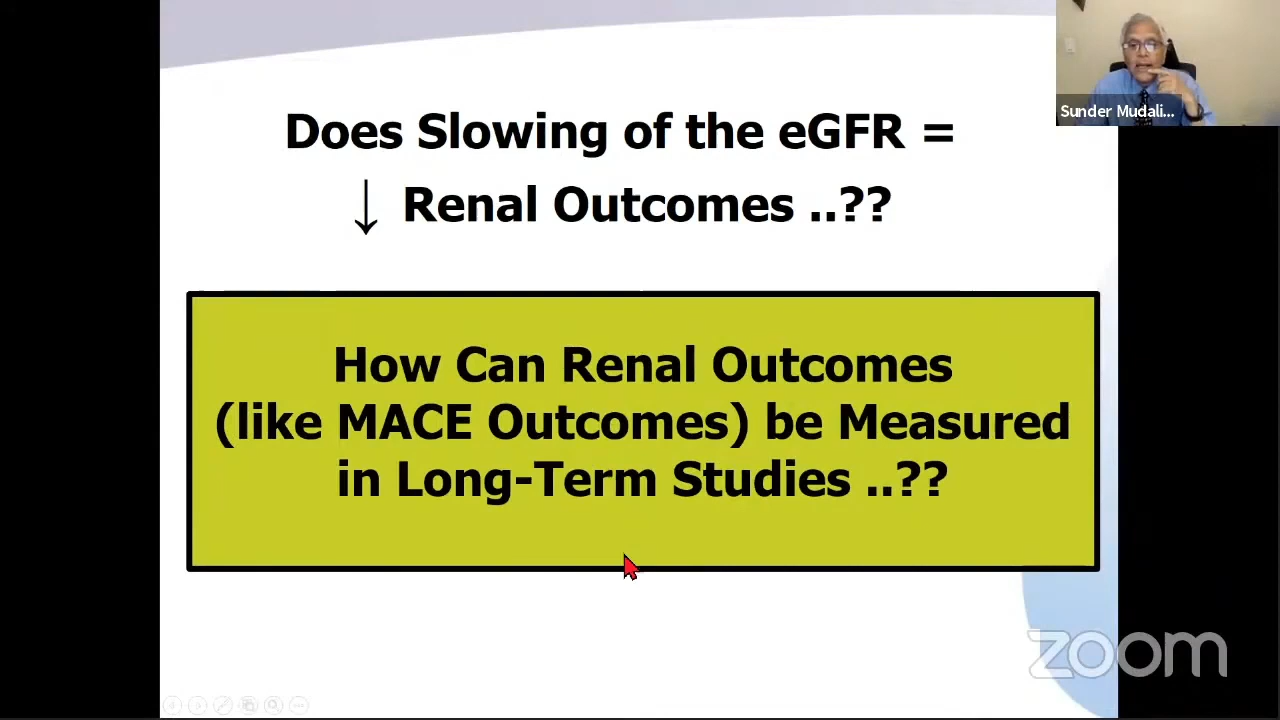 Does Slowing of the eGFR =
↓ Renal Outcomes ..??
How Can Renal Outcomes
(like MACE Outcomes) be Measured
in Long-Term Studies ..??
Sunder Mudali...
zoom